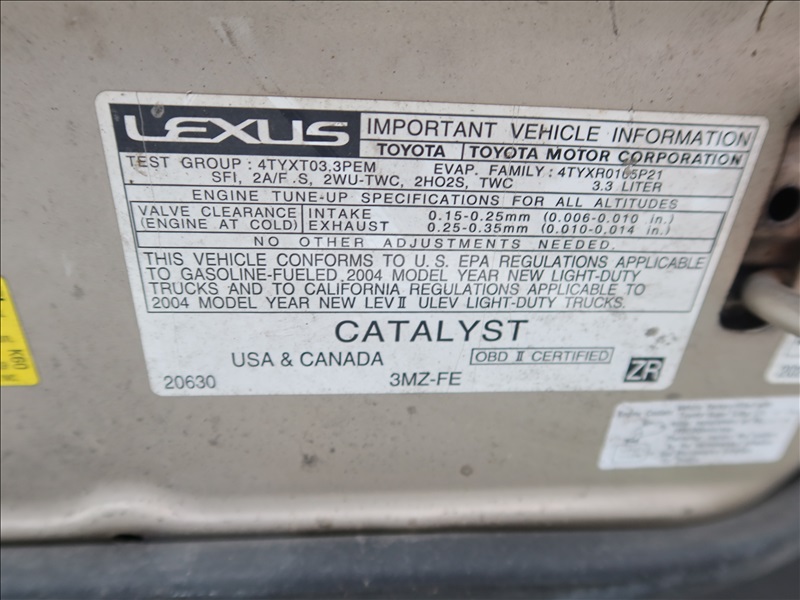 LEXUS
IMPORTANT VEHICLE INFORMATION
TOYOTA
TOYOTA MOTOR CORPORATION
TEST GROUP : 4TYXT03.3PEM EVAP. FAMILY : 4TYXR0165P21
SFI, 2A/F.S, 2WU-TWC, 2HO2S, TWC 3.3 LITER
ENGINE TUNE-UP SPECIFICATIONS FOR ALL ALTITUDES
VALVE CLEARANCE INTAKE 0.15-0.25mm (0.006-0.010 in.)
(ENGINE AT COLD) EXHAUST 0.25-0.35mm (0.010-0.014 in.)
NO OTHER ADJUSTMENTS NEEDED.
THIS VEHICLE CONFORMS TO U.S. EPA REGULATIONS APPLICABLE
TO GASOLINE-FUELED 2004 MODEL YEAR NEW LIGHT-DUTY
TRUCKS AND TO CALIFORNIA REGULATIONS APPLICABLE TO
2004 MODEL YEAR NEW LEV II ULEV LIGHT-DUTY TRUCKS.
CATALYST
USA & CANADA OBD II CERTIFIED
20630 3MZ-FE ZR